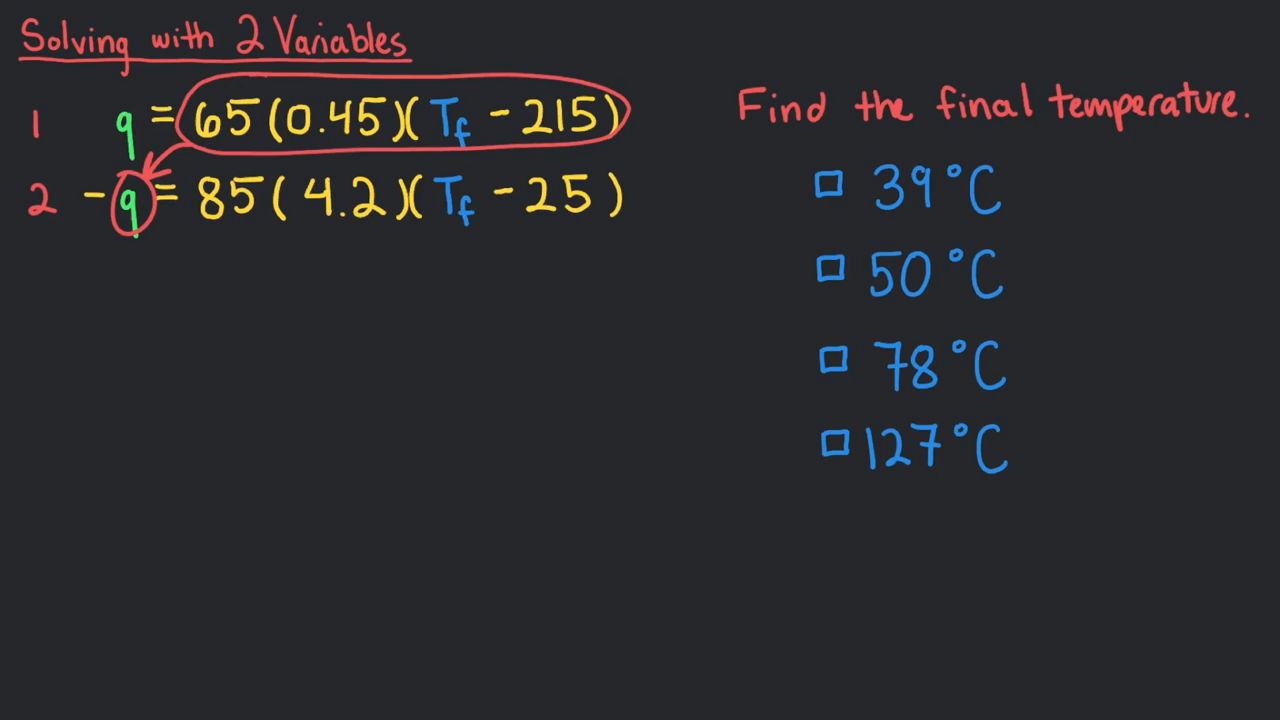 Solving with 2 Variables
1 q = 65(0.45)(Tf - 215)
2 -q = 85(4.2)(Tf - 25)
Find the final temperature.
39°C
50°C
78°C
127°C